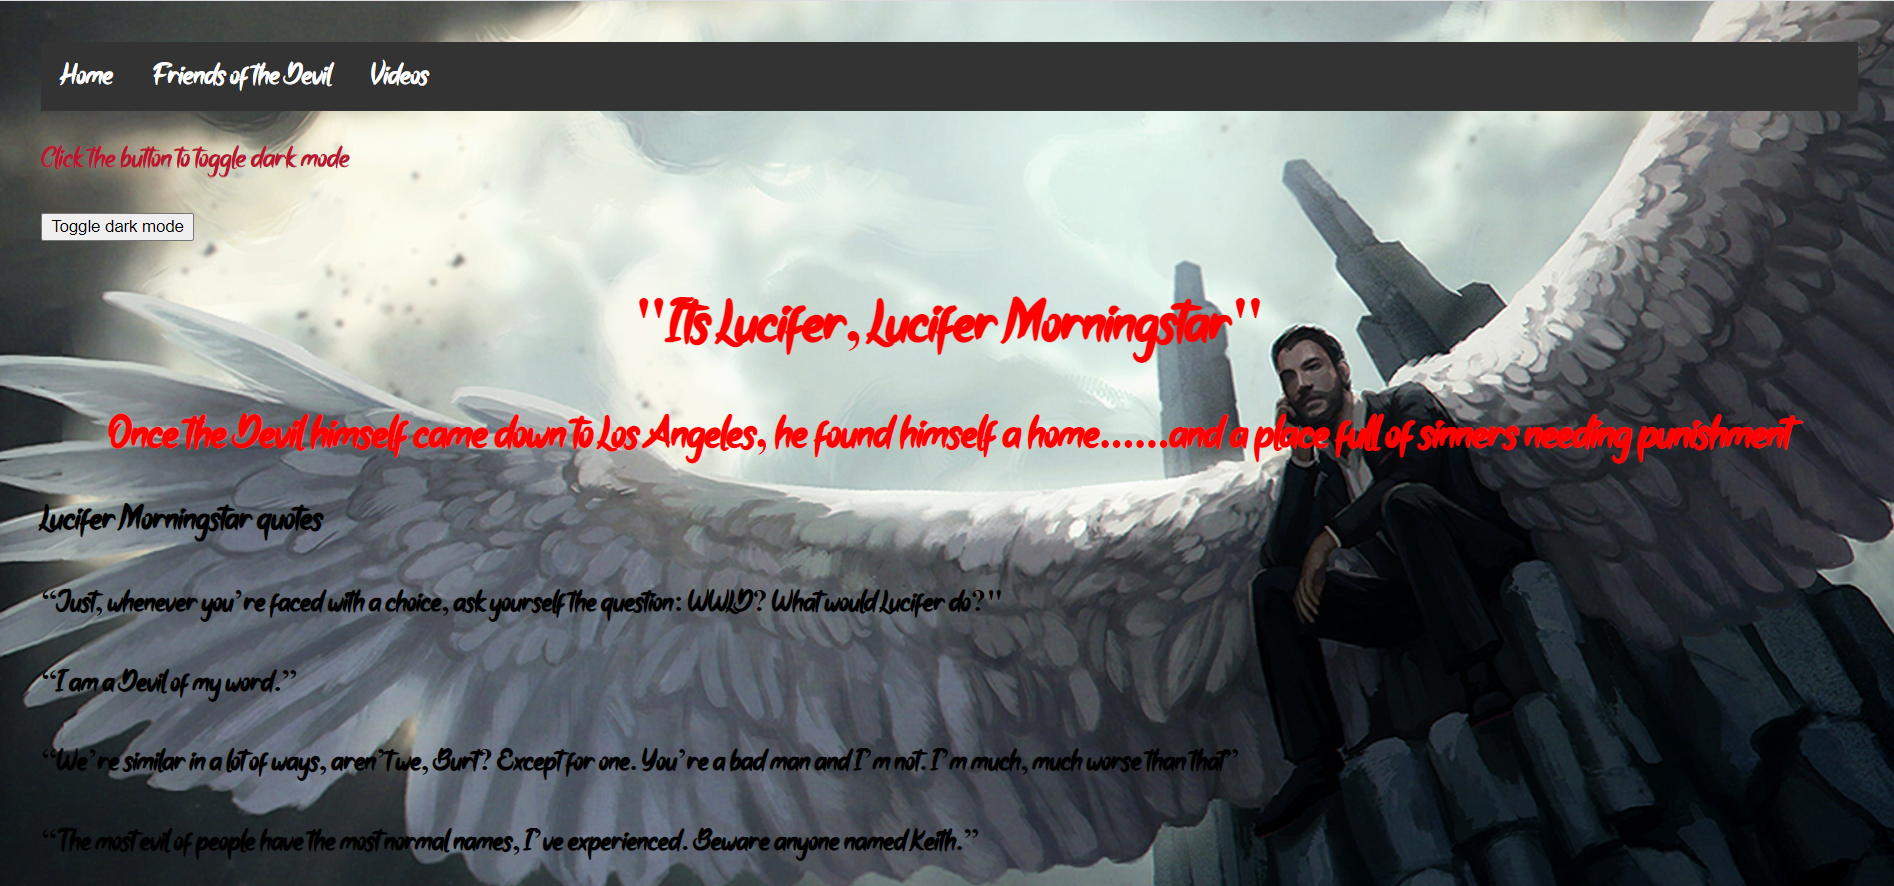 Home Friends of the Devil Videos
Click the button to toggle dark mode
Toggle dark mode
"Its Lucifer, Lucifer Morningstar"
Once the Devil himself came down to Los Angeles, he found himself a home......and a place full of sinners needing punishment
Lucifer Morningstar quotes
“Just, whenever you’re faced with a choice, ask yourself the question: WWLD? What would Lucifer do?"
“I am a Devil of my word.”
“We’re similar in a lot of ways, aren’t we, Burt? Except for one. You’re a bad man and I’m not. I’m much, much worse than that”
“The most evil of people have the most normal names, I’ve experienced. Beware anyone named Keith.”